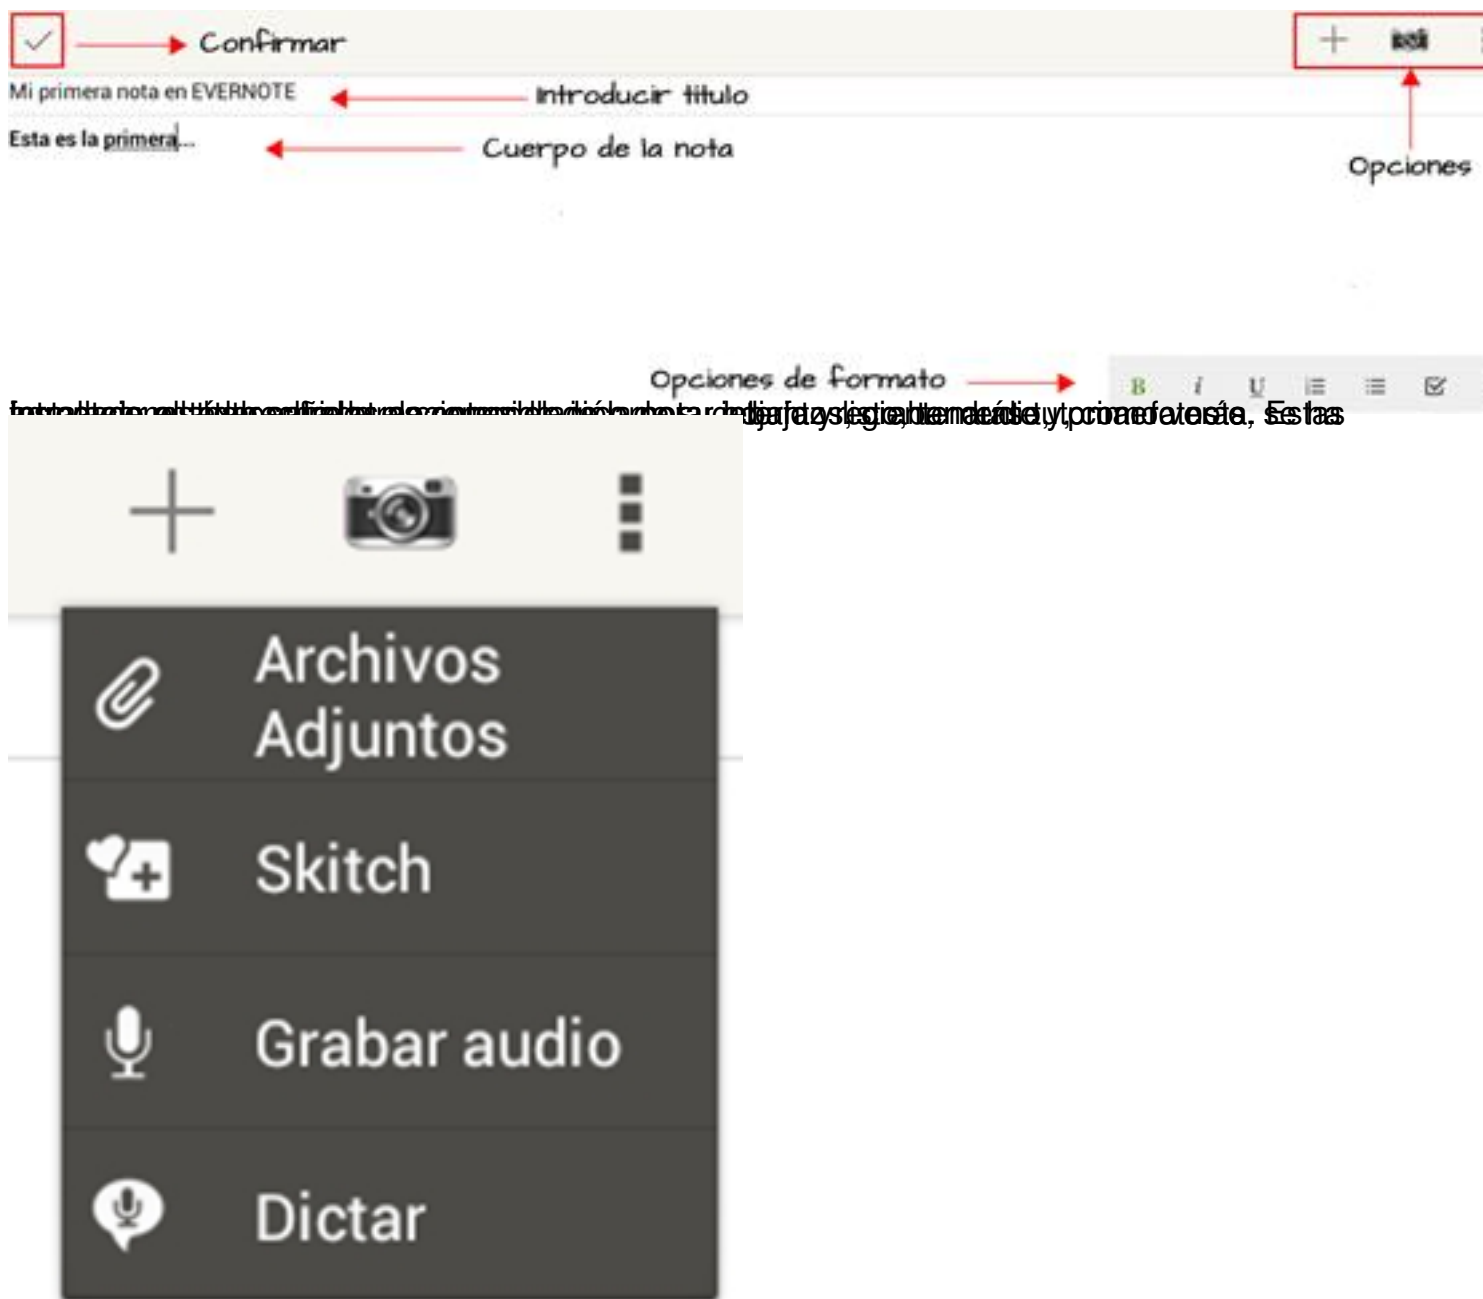 Confirmar
Mi primera nota en EVERNOTE
Introducir titulo
Esta es la primera...
Cuerpo de la nota
Opciones
Opciones de formato
B i U
Archivos
Adjuntos
Skitch
Grabar audio
Dictar